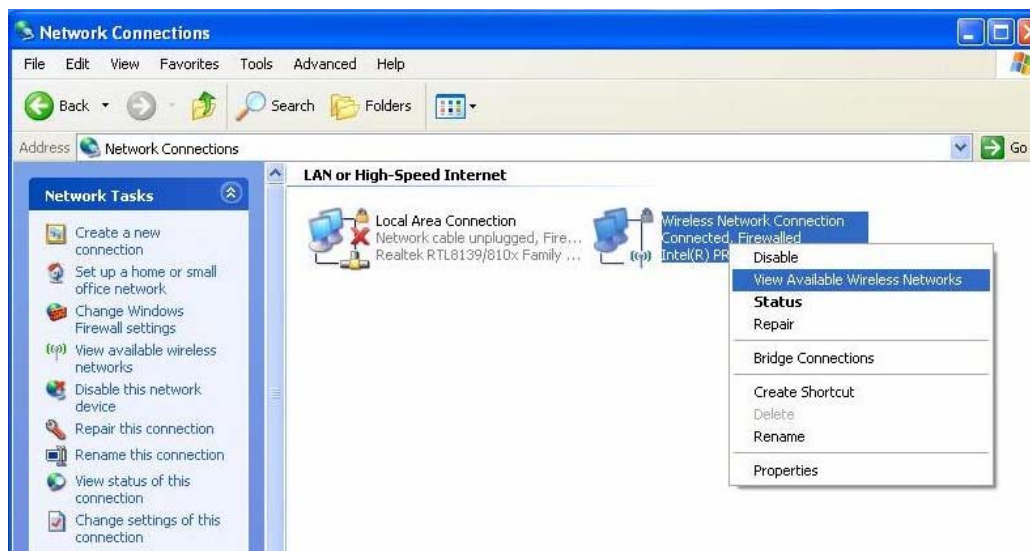 Network Connections
File Edit View Favorites Tools Advanced Help
Back Search Folders
Address Network Connections Go
Network Tasks
Create a new
connection
Set up a home or small
office network
Change Windows
Firewall settings
View available wireless
networks
Disable this network
device
Repair this connection
Rename this connection
View status of this
connection
Change settings of this
connection
LAN or High-Speed Internet
Local Area Connection
Network cable unplugged, Fire...
Realtek RTL8139/810x Family ...
Wireless Network Connection
Connected, Firewalled
Intel(R) PR
Disable
View Available Wireless Networks
Status
Repair
Bridge Connections
Create Shortcut
Delete
Rename
Properties